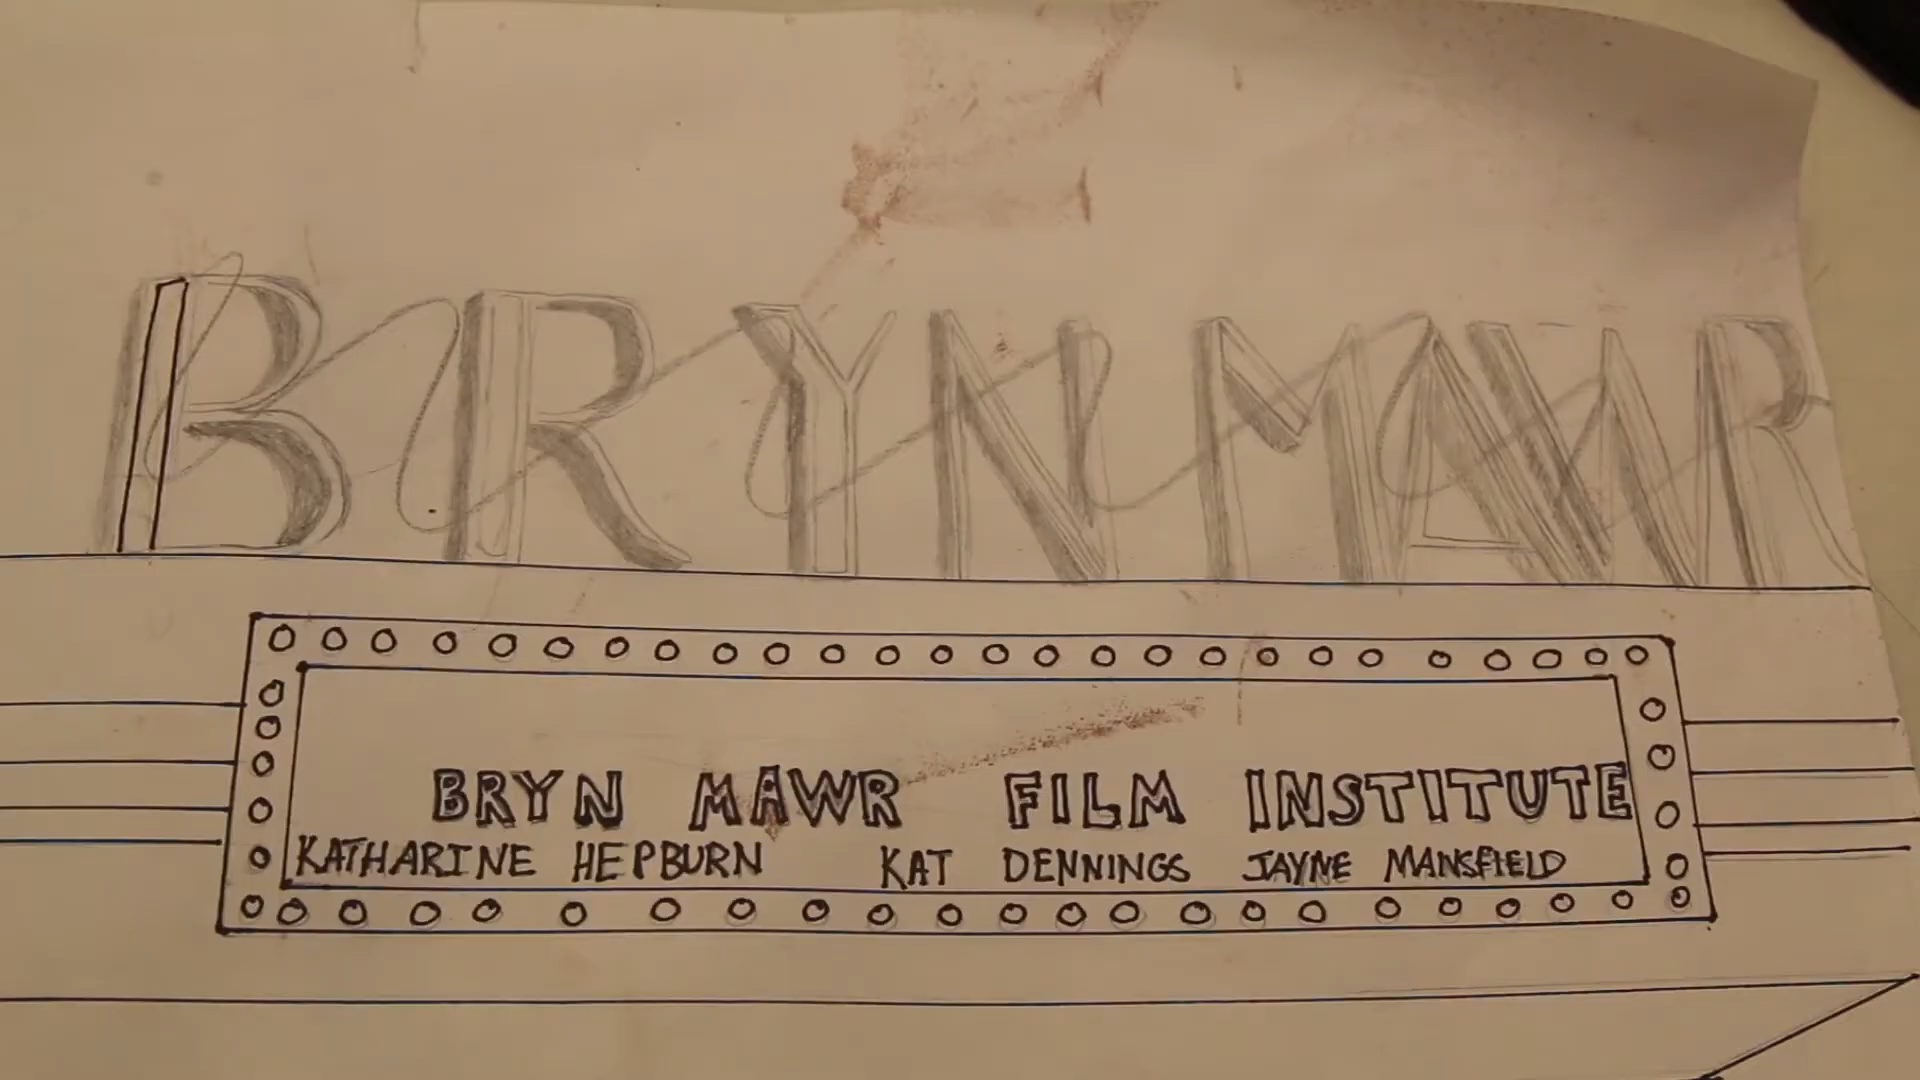 BRYN MAWR
BRYN MAWR FILM INSTITUTE
KATHARINE HEPBURN KAT DENNINGS JAYNE MANSFIELD